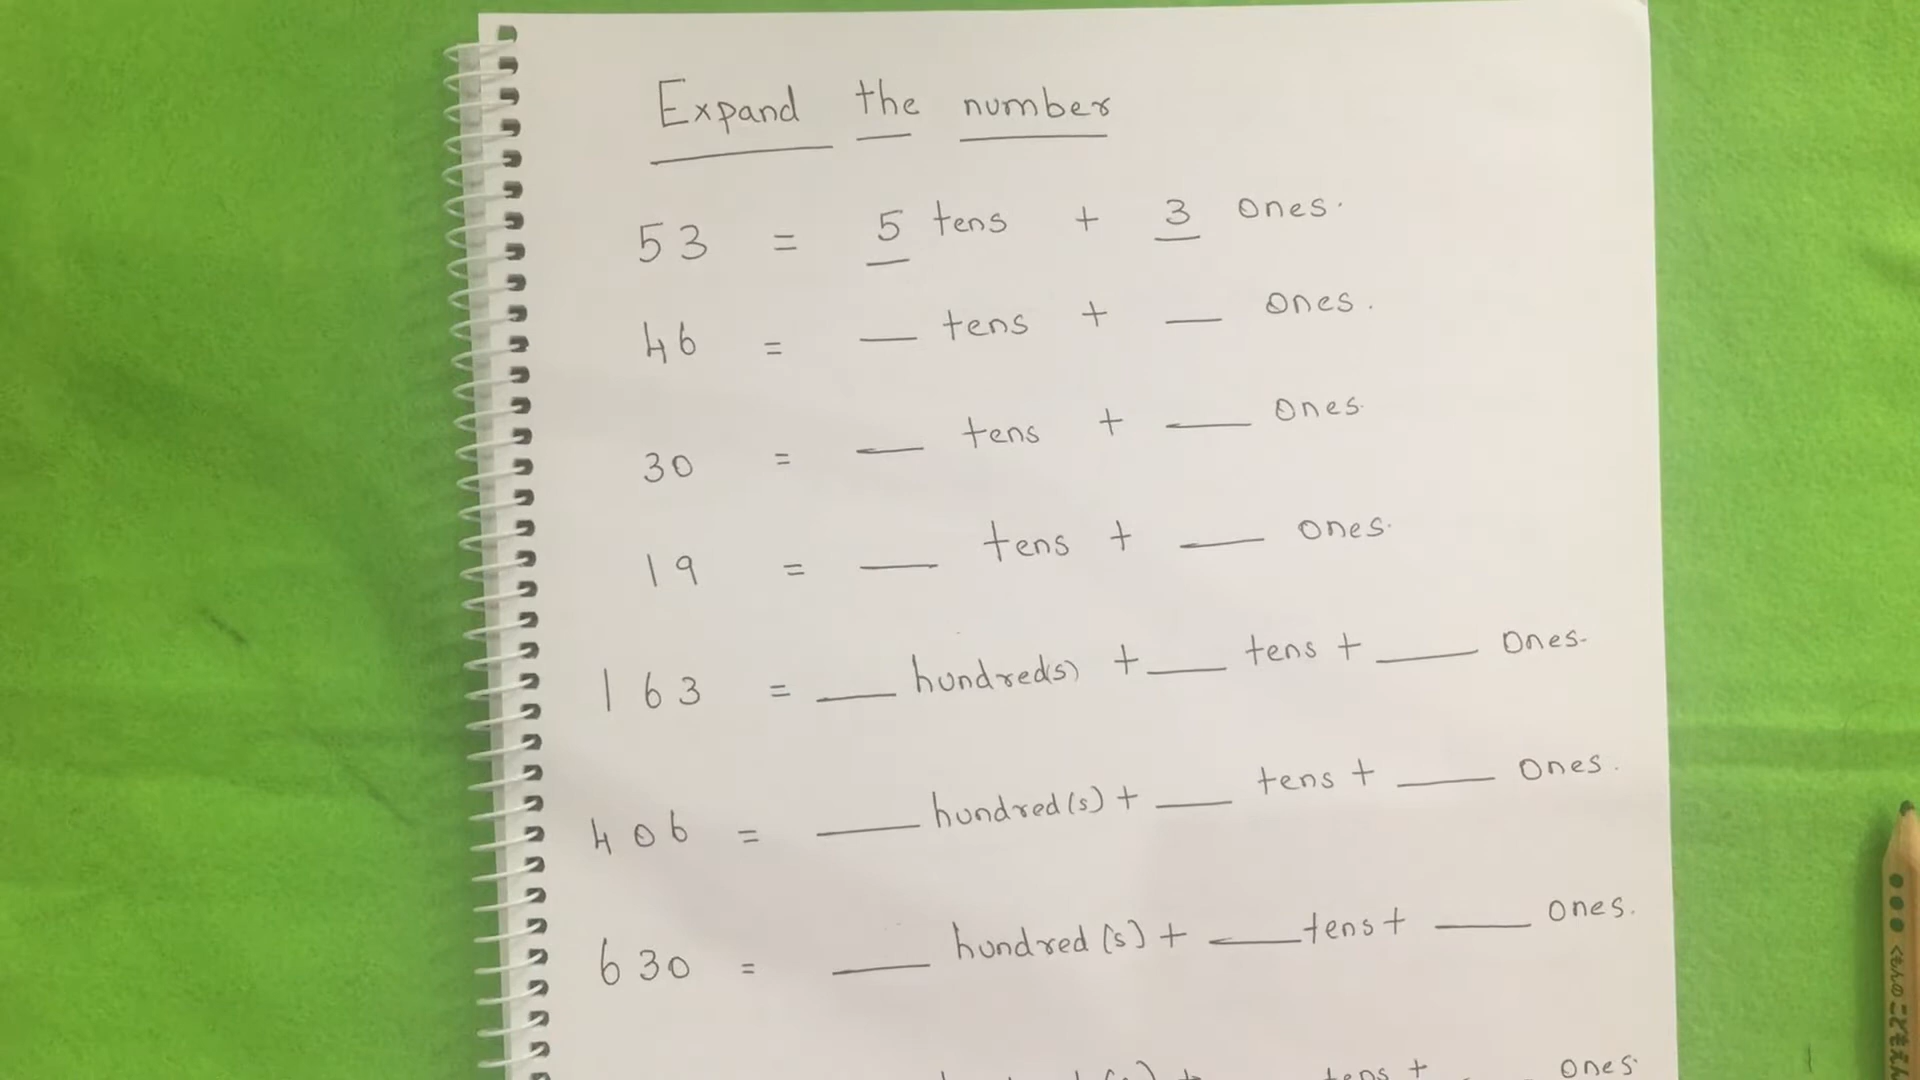 Expand the number
53 = 5 tens + 3 ones.
46 = __ tens + __ ones.
30 = __ tens + __ ones.
19 = __ tens + __ ones.
163 = __ hundred(s) + __ tens + __ ones.
406 = __ hundred(s) + __ tens + __ ones.
630 = __ hundred(s) + __ tens + __ ones.
tens + __ ones.